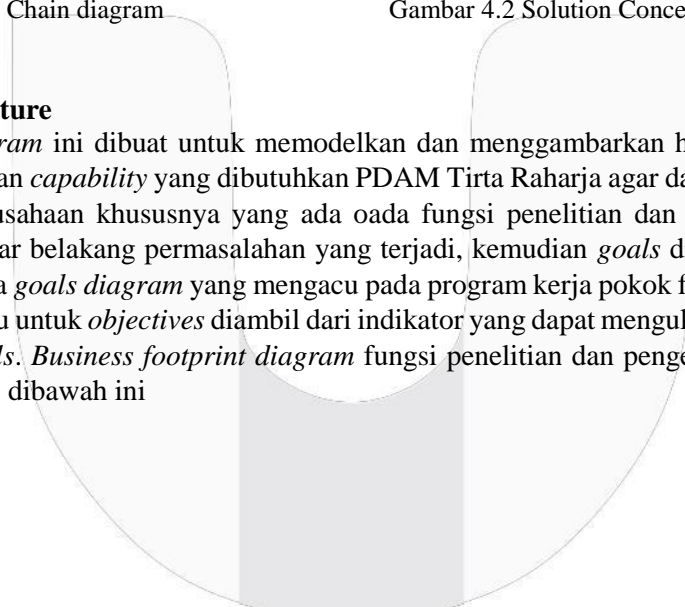 Chain diagram Gambar 4.2 Solution Conce
ture
ram ini dibuat untuk memodelkan dan menggambarkan h
an capability yang dibutuhkan PDAM Tirta Raharja agar da
usahaan khususnya yang ada oada fungsi penelitian dan
ar belakang permasalahan yang terjadi, kemudian goals d
a goals diagram yang mengacu pada program kerja pokok f
u untuk objectives diambil dari indikator yang dapat menguk
ls. Business footprint diagram fungsi penelitian dan penge
dibawah ini